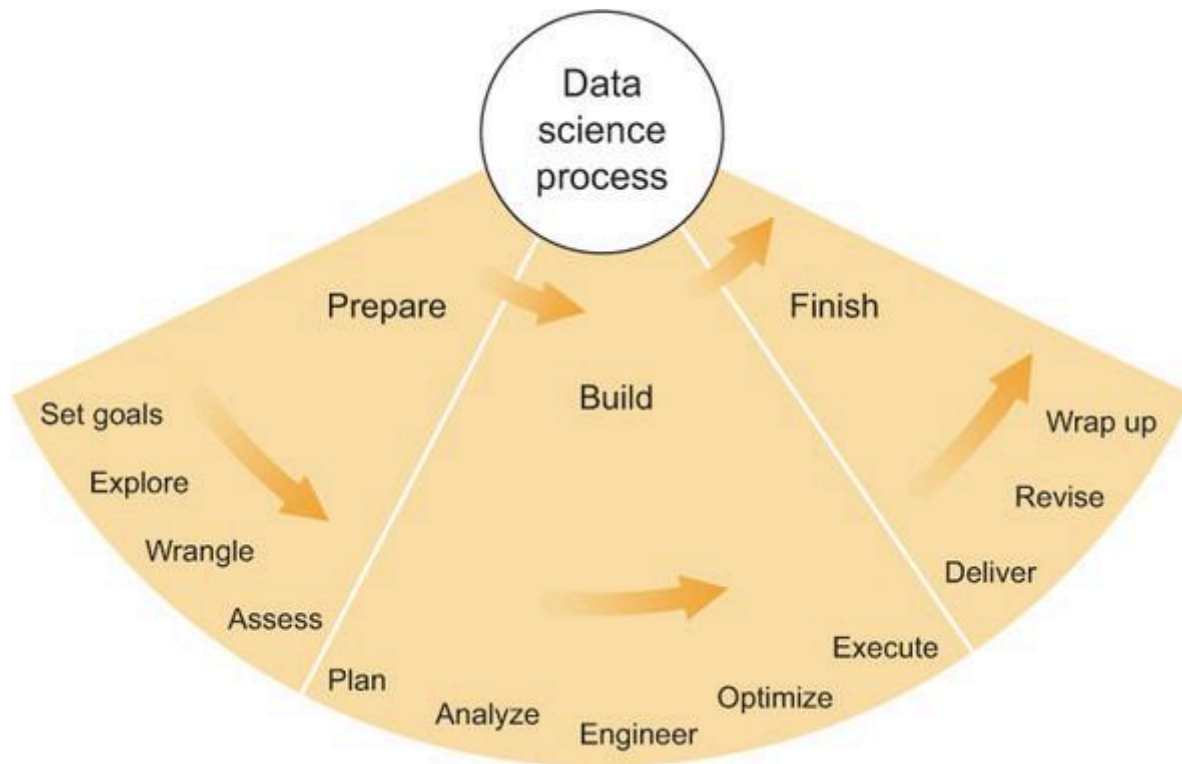 Data
science
process
Prepare
Set goals
Explore
Wrangle
Assess
Build
Plan
Analyze
Engineer
Optimize
Execute
Finish
Deliver
Revise
Wrap up